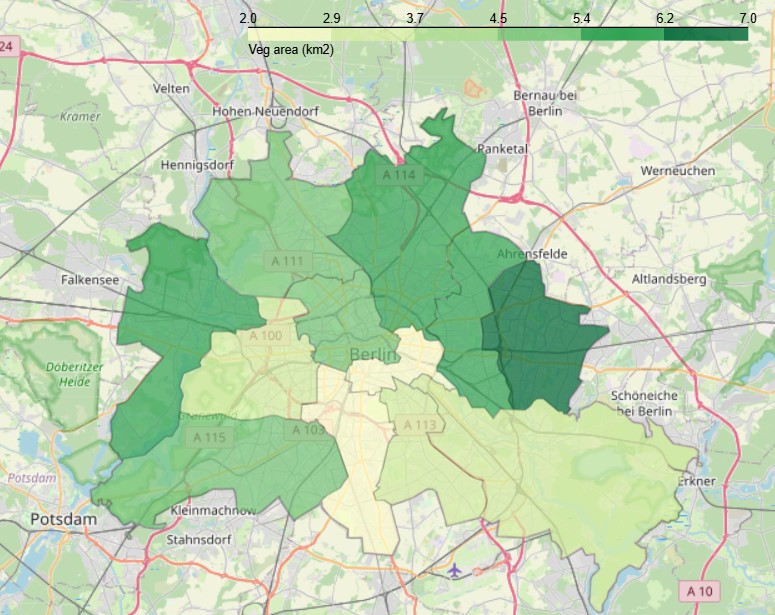 2.0 2.9 3.7 4.5 5.4 6.2 7.0
Veg area (km2)
24
Velten
Bernau bei
Berlin
Kramer
Hohen Neuendorf
Panketal
Hennigsdorf
A 114
Werneuchen
Ahrensfelde
A 111
Falkensee
Altlandsberg
A 100
Berlin
Döberitzer
Heide
Schöneiche
bei Berlin
Grunewald
A 113
A 115
A 103
Potsdam
Erkner
Kleinmachnow
Potsdam
Stahnsdorf
A 10